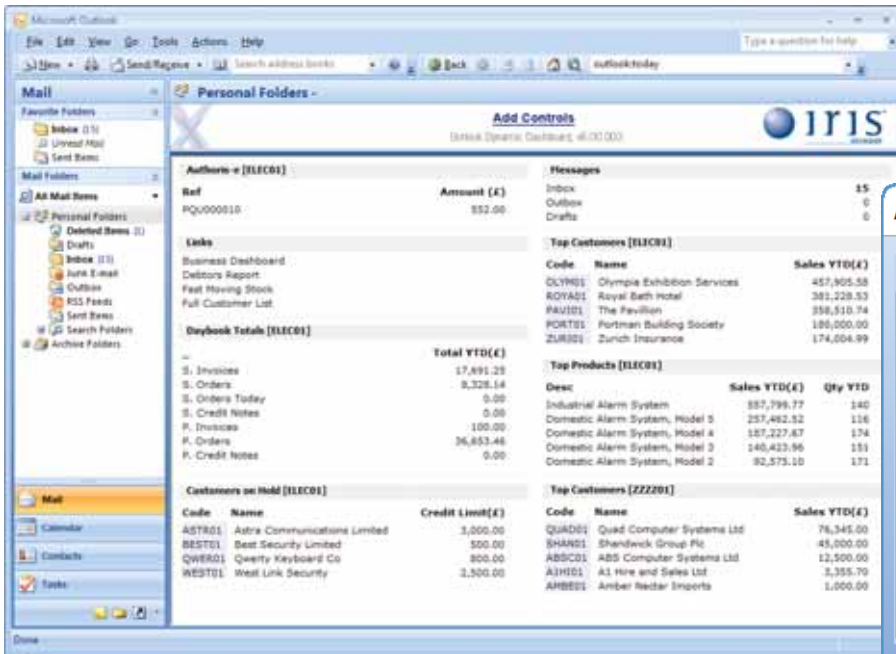 Microsoft Outlook
File Edit View Go Tools Actions Help
Type a question for help
New Send/Receive Search address books Back outlook:today
Mail
Favorite Folders
Inbox (15)
Unread Mail
Sent Items
Mail Folders
All Mail Items
Personal Folders
Deleted Items
Drafts
Inbox (15)
Junk E-mail
Outbox
RSS Feeds
Sent Items
Search Folders
Archive Folders
Mail
Calendar
Contacts
Tasks
Done
Personal Folders -
Add Controls
Outlook Dynamic Dashboard,
IRIS
Authoris-e [ELEC01]
Ref Amount (£)
PQU000010 552.00
Links
Business Dashboard
Debtors Report
Fast Moving Stock
Full Customer List
Daybook Totals [ELEC01]
Total YTD(£)
S. Invoices 17,691.25
S. Orders 8,328.14
S. Orders Today 0.00
S. Credit Notes 0.00
P. Invoices 100.00
P. Orders 36,653.46
P. Credit Notes 0.00
Customers on Hold [ELEC01]
Code Name Credit Limit(£)
ASTR01 Astra Communications Limited 3,000.00
BEST01 Best Security Limited 500.00
QWER01 Qwerty Keyboard Co 800.00
WEST01 West Link Security 2,500.00
Messages
Inbox 15
Outbox 0
Drafts 0
Top Customers [ELEC01]
Code Name Sales YTD(£)
OLYM01 Olympia Exhibition Services 457,905.58
ROYA01 Royal Bath Hotel 381,228.53
PAVI01 The Pavillion 358,510.74
PORT01 Portman Building Society 180,000.00
ZURI01 Zurich Insurance 174,004.99
Top Products [ELEC01]
Desc Sales YTD(£) Qty YTD
Industrial Alarm System 557,799.77 140
Domestic Alarm System, Model 5 257,462.52 116
Domestic Alarm System, Model 4 187,227.67 174
Domestic Alarm System, Model 3 140,423.96 151
Domestic Alarm System, Model 2 92,575.10 171
Top Customers [ZZZZ01]
Code Name Sales YTD(£)
QUAD01 Quad Computer Systems Ltd 76,345.00
SHAN01 Shandwick Group Plc 45,000.00
ABSC01 ABS Computer Systems Ltd 12,500.00
A1HI01 A1 Hire and Sales Ltd 3,355.70
AMBE01 Amber Nectar Imports 1,000.00